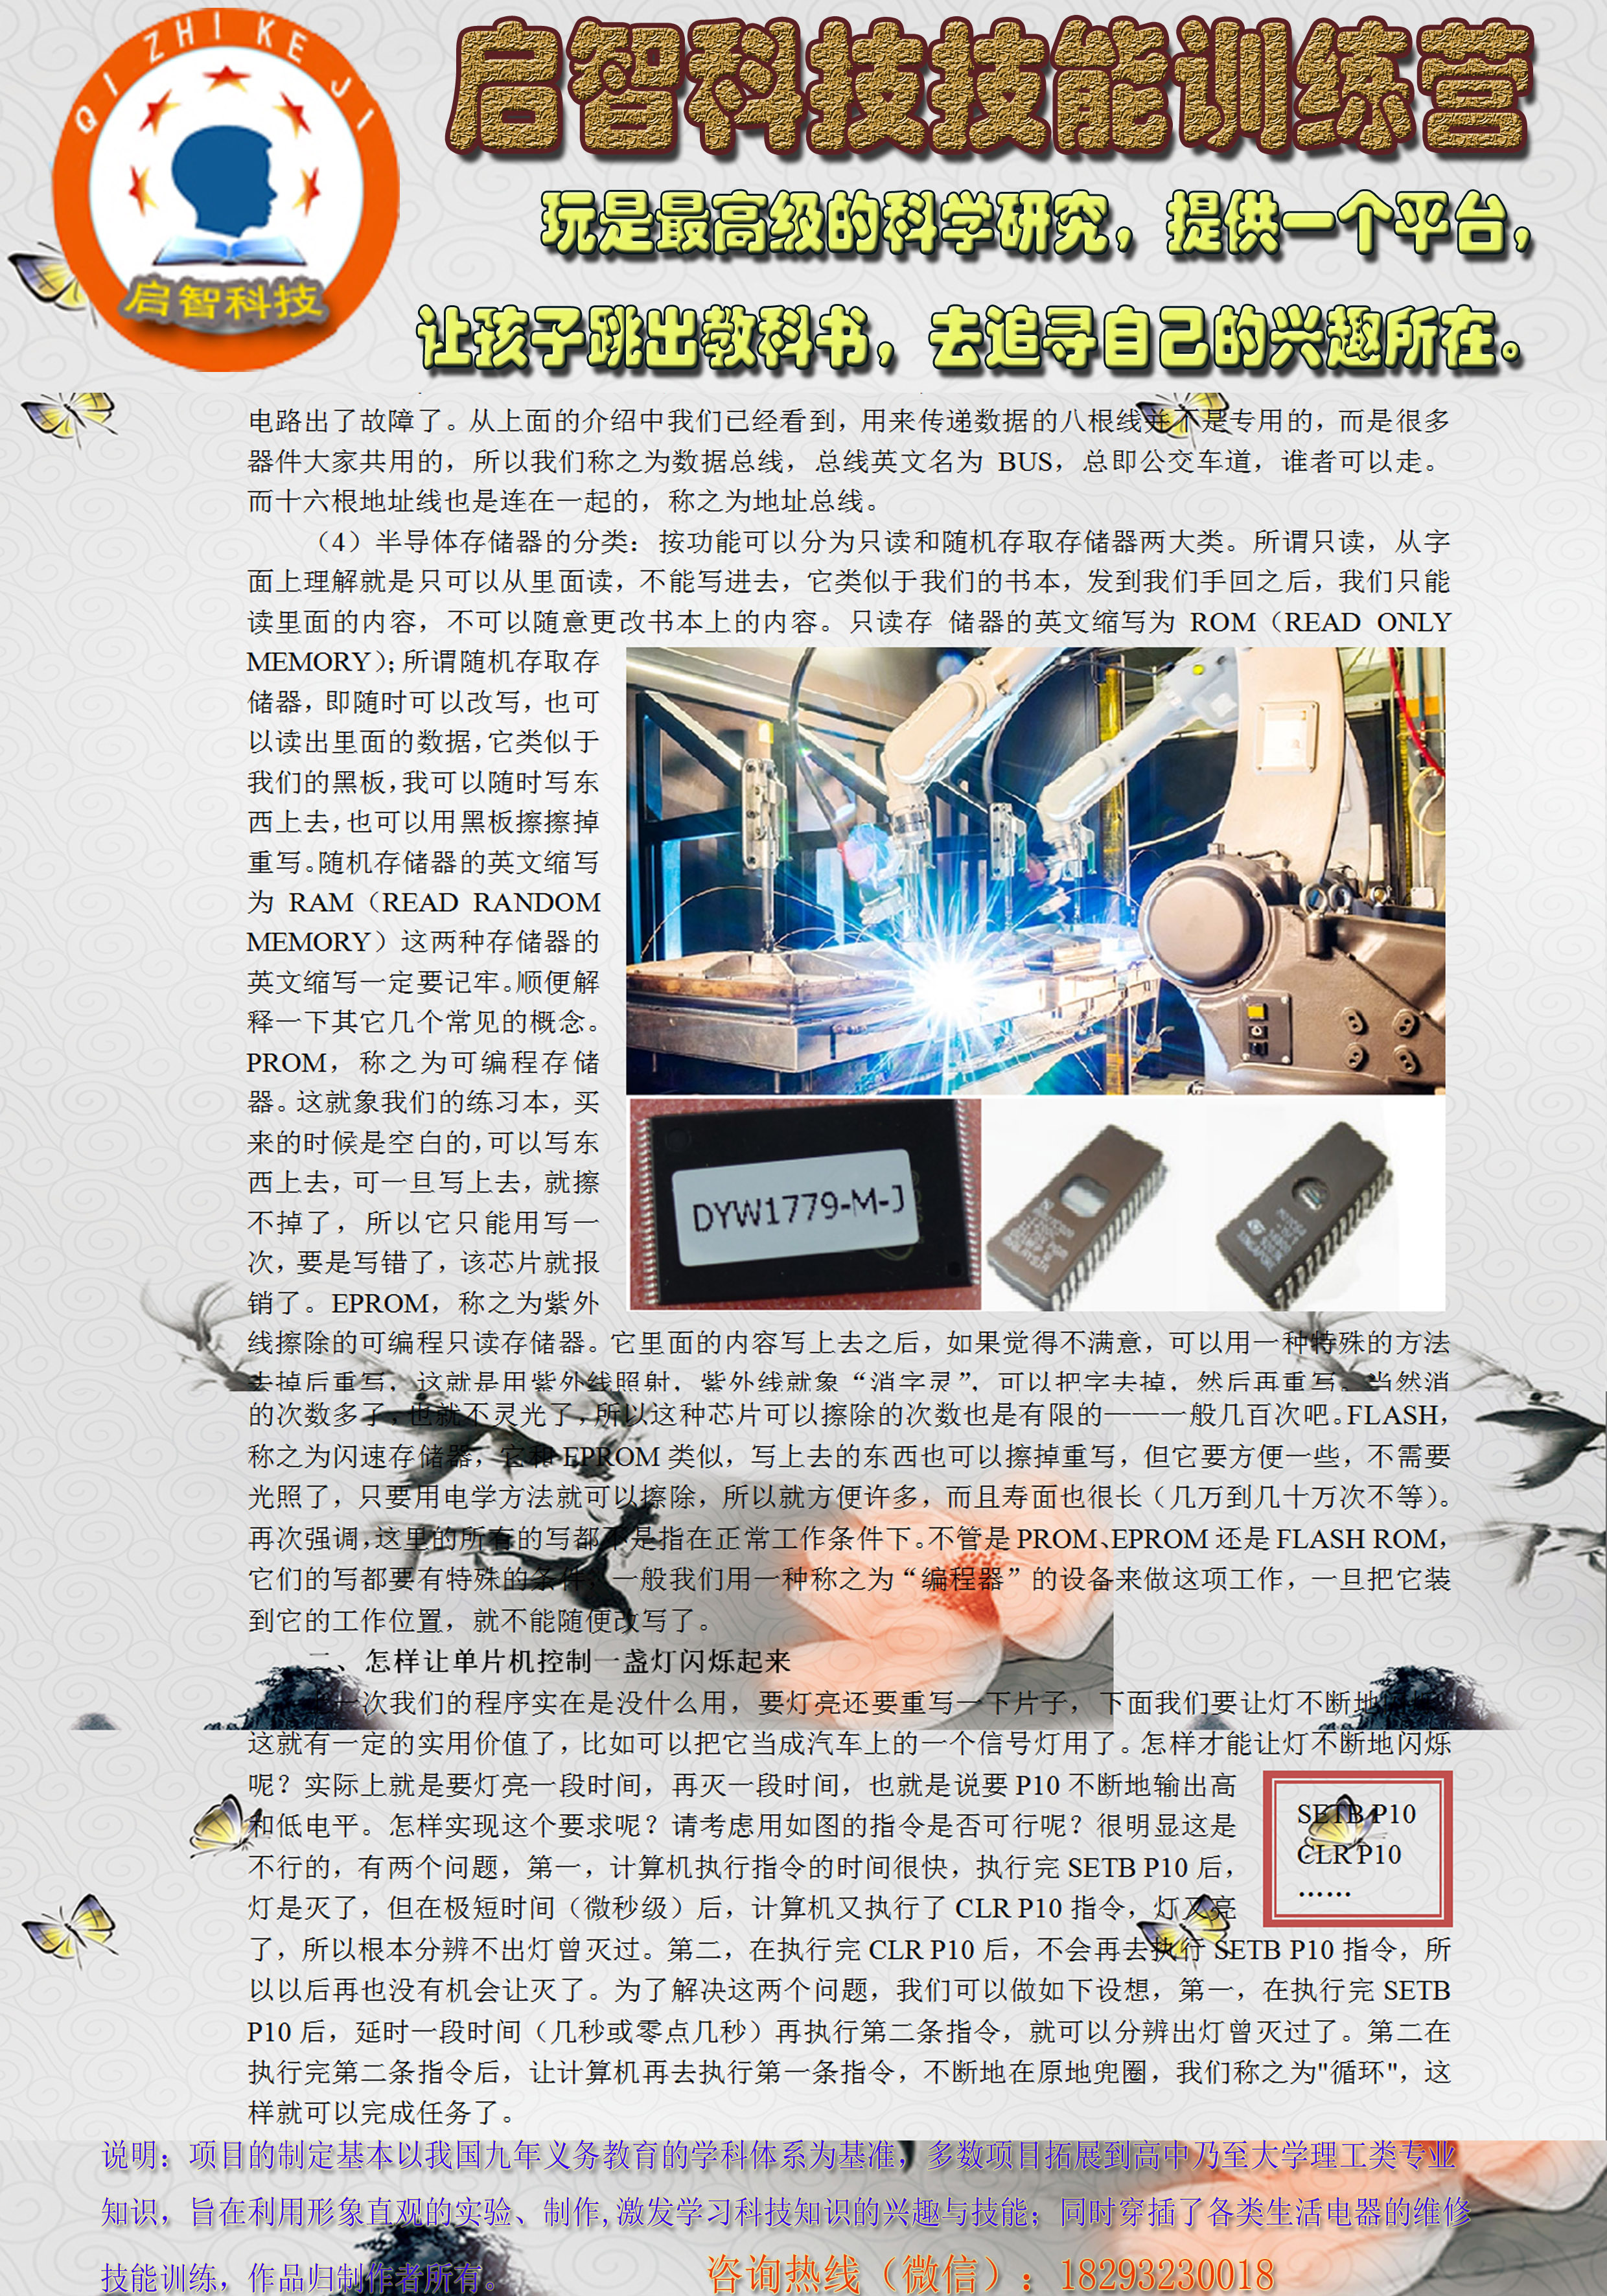 QI ZHI KE JI
启智科技
启智科技技能训练营
玩是最高级的科学研究，提供一个平台，
让孩子跳出教科书，去追寻自己的兴趣所在。
电路出了故障了。从上面的介绍中我们已经看到，用来传递数据的八根线并不是专用的，而是很多
器件大家共用的，所以我们称之为数据总线，总线英文名为 BUS，总即公交车道，谁者可以走。
而十六根地址线也是连在一起的，称之为地址总线。
（4）半导体存储器的分类：按功能可以分为只读和随机存取存储器两大类。所谓只读，从字
面上理解就是只可以从里面读，不能写进去，它类似于我们的书本，发到我们手回之后，我们只能
读里面的内容，不可以随意更改书本上的内容。只读存 储器的英文缩写为 ROM（READ ONLY
MEMORY）；所谓随机存取存
储器，即随时可以改写，也可
以读出里面的数据，它类似于
我们的黑板，我可以随时写东
西上去，也可以用黑板擦擦掉
重写。随机存储器的英文缩写
为 RAM（READ RANDOM
MEMORY）这两种存储器的
英文缩写一定要记牢。顺便解
释一下其它几个常见的概念。
PROM，称之为可编程存储
器。这就象我们的练习本，买
来的时候是空白的，可以写东
西上去，可一旦写上去，就擦
不掉了，所以它只能用写一
次，要是写错了，该芯片就报
销了。EPROM，称之为紫外
DYW1779-M-J
线擦除的可编程只读存储器。它里面的内容写上去之后，如果觉得不满意，可以用一种特殊的方法
去掉后重写，这就是用紫外线照射，紫外线就象“消字灵”，可以把字去掉，然后再重写。当然消
的次数多了，也就不灵光了，所以这种芯片可以擦除的次数也是有限的——一般几百次吧。FLASH，
称之为闪速存储器，它和 EPROM 类似，写上去的东西也可以擦掉重写，但它要方便一些，不需要
光照了，只要用电学方法就可以擦除，所以就方便许多，而且寿面也很长（几万到几十万次不等）。
再次强调，这里的所有的写都不是指在正常工作条件下。不管是 PROM、EPROM 还是 FLASH ROM，
它们的写都要有特殊的条件，一般我们用一种称之为“编程器”的设备来做这项工作，一旦把它装
到它的工作位置，就不能随便改写了。
二、怎样让单片机控制一盏灯闪烁起来
一次我们的程序实在是没什么用，要灯亮还要重写一下片子，下面我们要让灯不断地
这就有一定的实用价值了，比如可以把它当成汽车上的一个信号灯用了。怎样才能让灯不断地闪烁
呢？实际上就是要灯亮一段时间，再灭一段时间，也就是说要 P10 不断地输出高
和低电平。怎样实现这个要求呢？请考虑用如图的指令是否可行呢？很明显这是
不行的，有两个问题，第一，计算机执行指令的时间很快，执行完 SETB P10 后，
灯是灭了，但在极短时间（微秒级）后，计算机又执行了 CLR P10 指令，灯又亮
SETB P10
CLR P10
……
了，所以根本分辨不出灯曾灭过。第二，在执行完 CLR P10 后，不会再去执行 SETB P10 指令，所
以以后再也没有机会让灭了。为了解决这两个问题，我们可以做如下设想，第一，在执行完 SETB
P10 后，延时一段时间（几秒或零点几秒）再执行第二条指令，就可以分辨出灯曾灭过了。第二在
执行完第二条指令后，让计算机再去执行第一条指令，不断地在原地兜圈，我们称之为"循环"，这
样就可以完成任务了。
说明：项目的制定基本以我国九年义务教育的学科体系为基准，多数项目拓展到高中乃至大学理工类专业
知识，旨在利用形象直观的实验、制作,激发学习科技知识的兴趣与技能；同时穿插了各类生活电器的维修
技能训练，作品归制作者所有。
咨询热线（微信）：18293230018